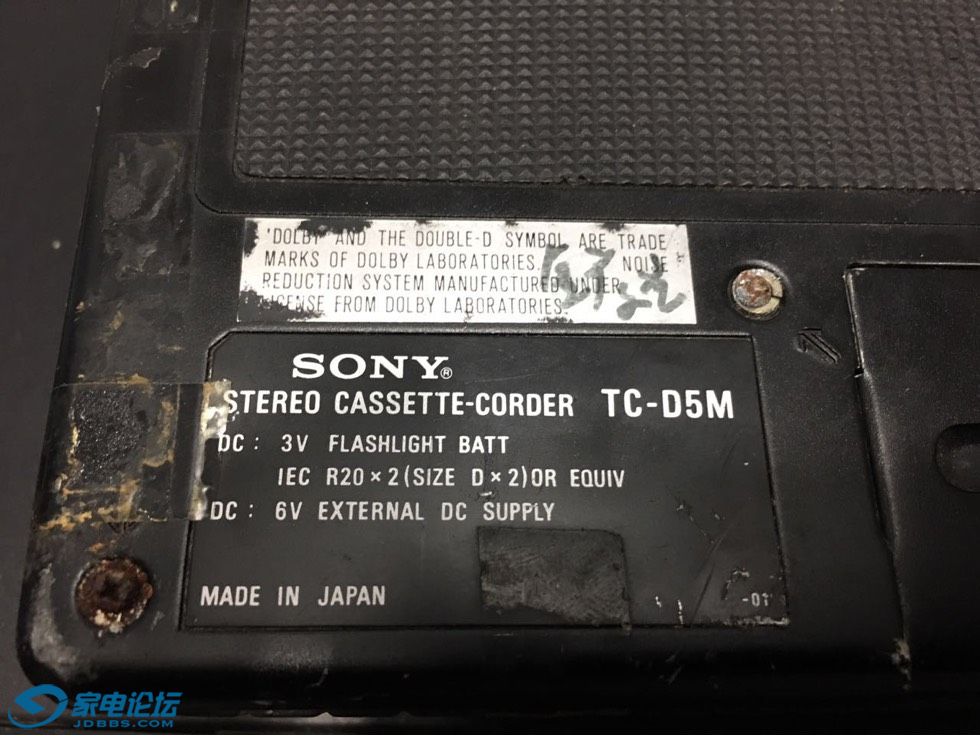 'DOLBY' AND THE DOUBLE-D SYMBOL ARE TRADE
MARKS OF DOLBY LABORATORIES. NOISE
REDUCTION SYSTEM MANUFACTURED UNDER
LICENSE FROM DOLBY LABORATORIES.
SONY®
STEREO CASSETTE-CORDER TC-D5M
DC: 3V FLASHLIGHT BATT
IEC R20×2(SIZE D×2)OR EQUIV
DC: 6V EXTERNAL DC SUPPLY
MADE IN JAPAN
-01
家电论坛
JDBBS.COM